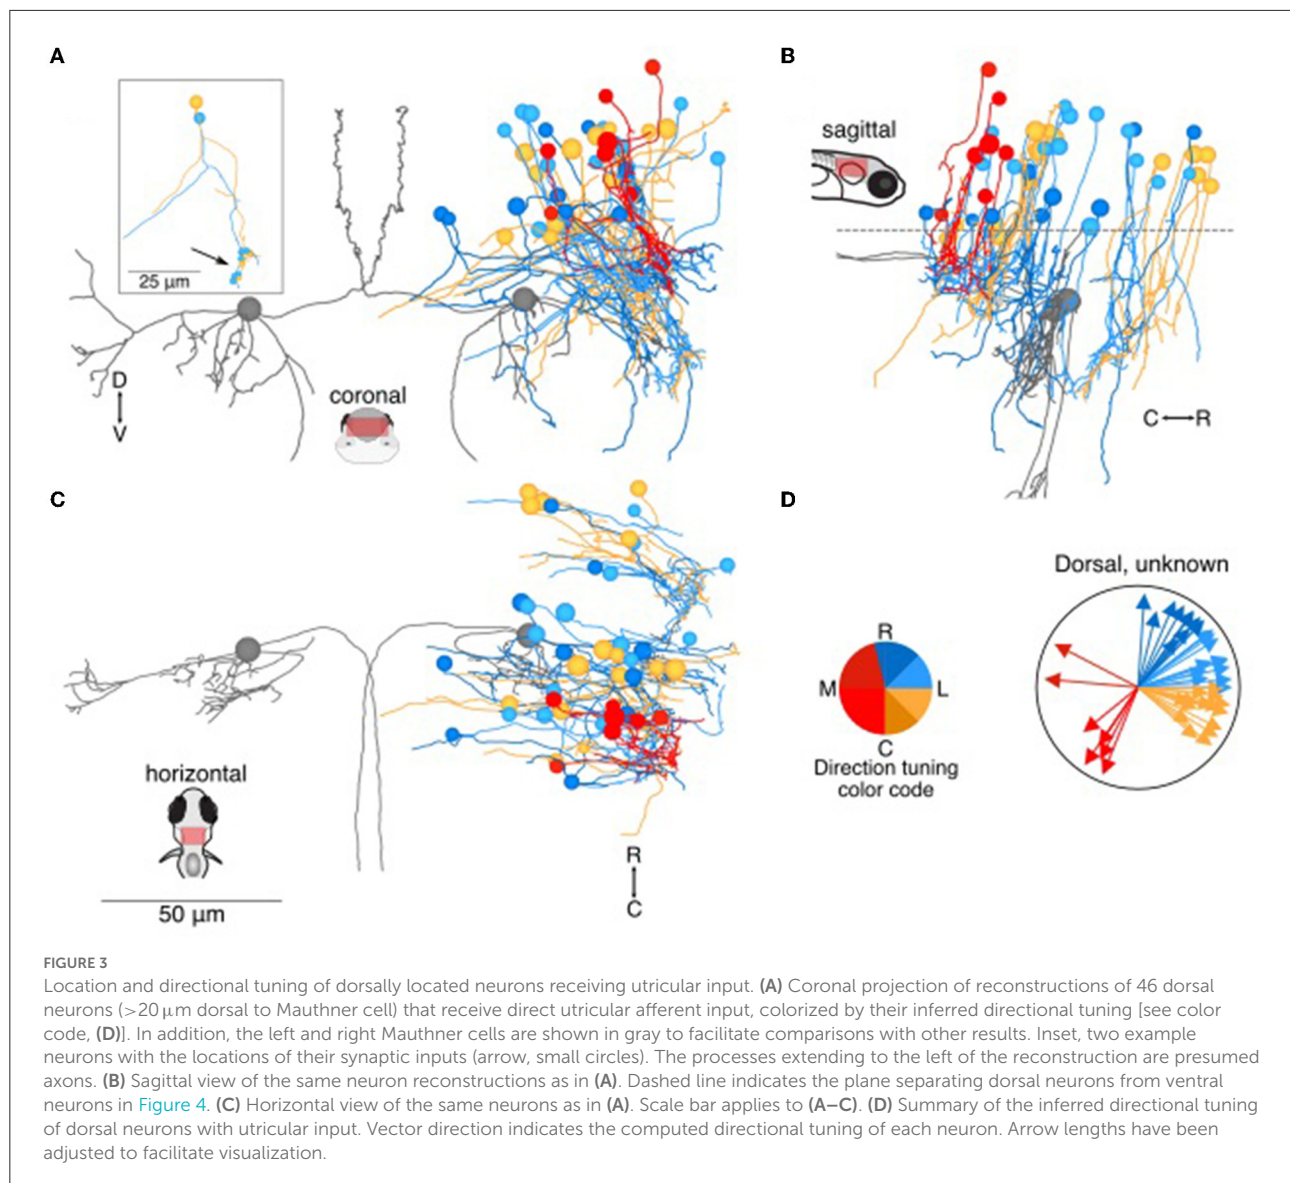 A
B
sagittal
25 μm
D
V
coronal
C R
C
D
Dorsal, unknown
R
M L
C
Direction tuning
color code
horizontal
R
C
50 μm
FIGURE 3
Location and directional tuning of dorsally located neurons receiving utricular input. (A) Coronal projection of reconstructions of 46 dorsal
neurons (>20 μm dorsal to Mauthner cell) that receive direct utricular afferent input, colorized by their inferred directional tuning [see color
code, (D)]. In addition, the left and right Mauthner cells are shown in gray to facilitate comparisons with other results. Inset, two example
neurons with the locations of their synaptic inputs (arrow, small circles). The processes extending to the left of the reconstruction are presumed
axons. (B) Sagittal view of the same neuron reconstructions as in (A). Dashed line indicates the plane separating dorsal neurons from ventral
neurons in Figure 4. (C) Horizontal view of the same neurons as in (A). Scale bar applies to (A–C). (D) Summary of the inferred directional tuning
of dorsal neurons with utricular input. Vector direction indicates the computed directional tuning of each neuron. Arrow lengths have been
adjusted to facilitate visualization.